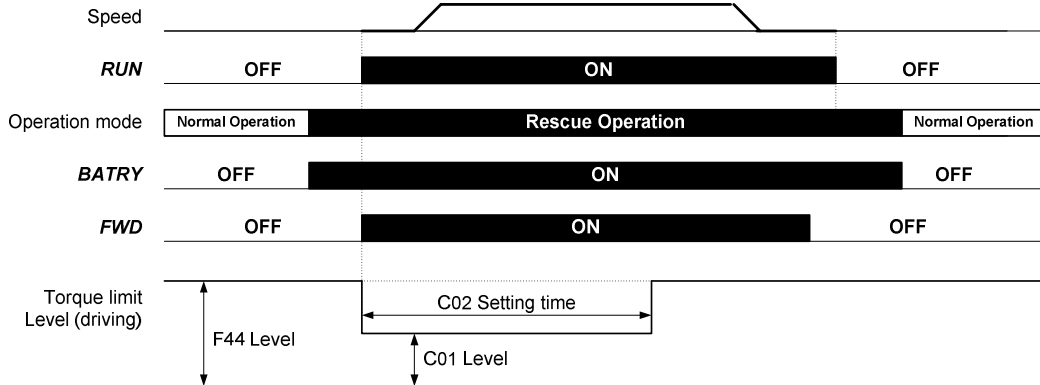 Speed
RUN OFF ON OFF
Operation mode Normal Operation Rescue Operation Normal Operation
BATRY OFF ON OFF
FWD OFF ON OFF
Torque limit
Level (driving)
C02 Setting time
F44 Level
C01 Level